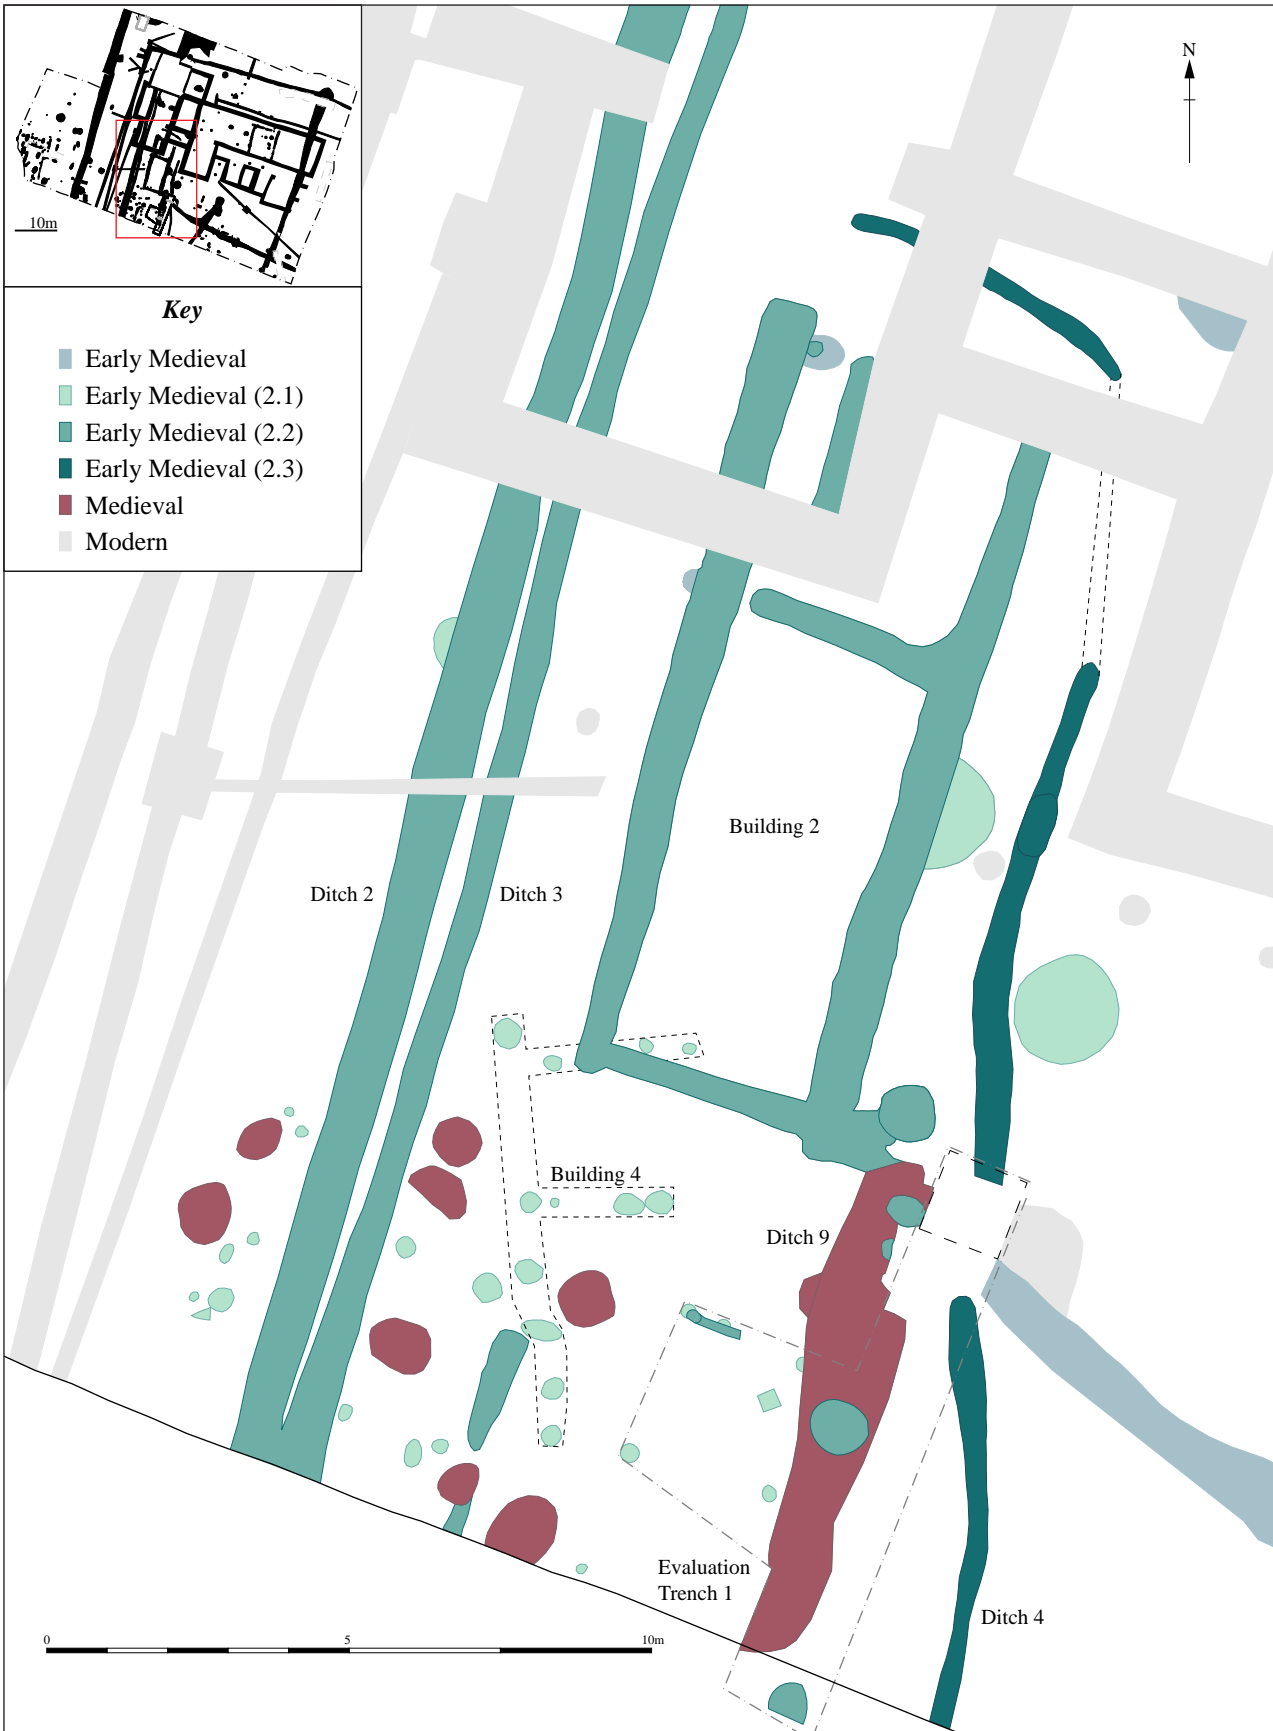 N
10m
Key
Early Medieval
Early Medieval (2.1)
Early Medieval (2.2)
Early Medieval (2.3)
Medieval
Modern
Building 2
Ditch 2
Ditch 3
Building 4
Ditch 9
Evaluation
Trench 1
Ditch 4
0
5
10m